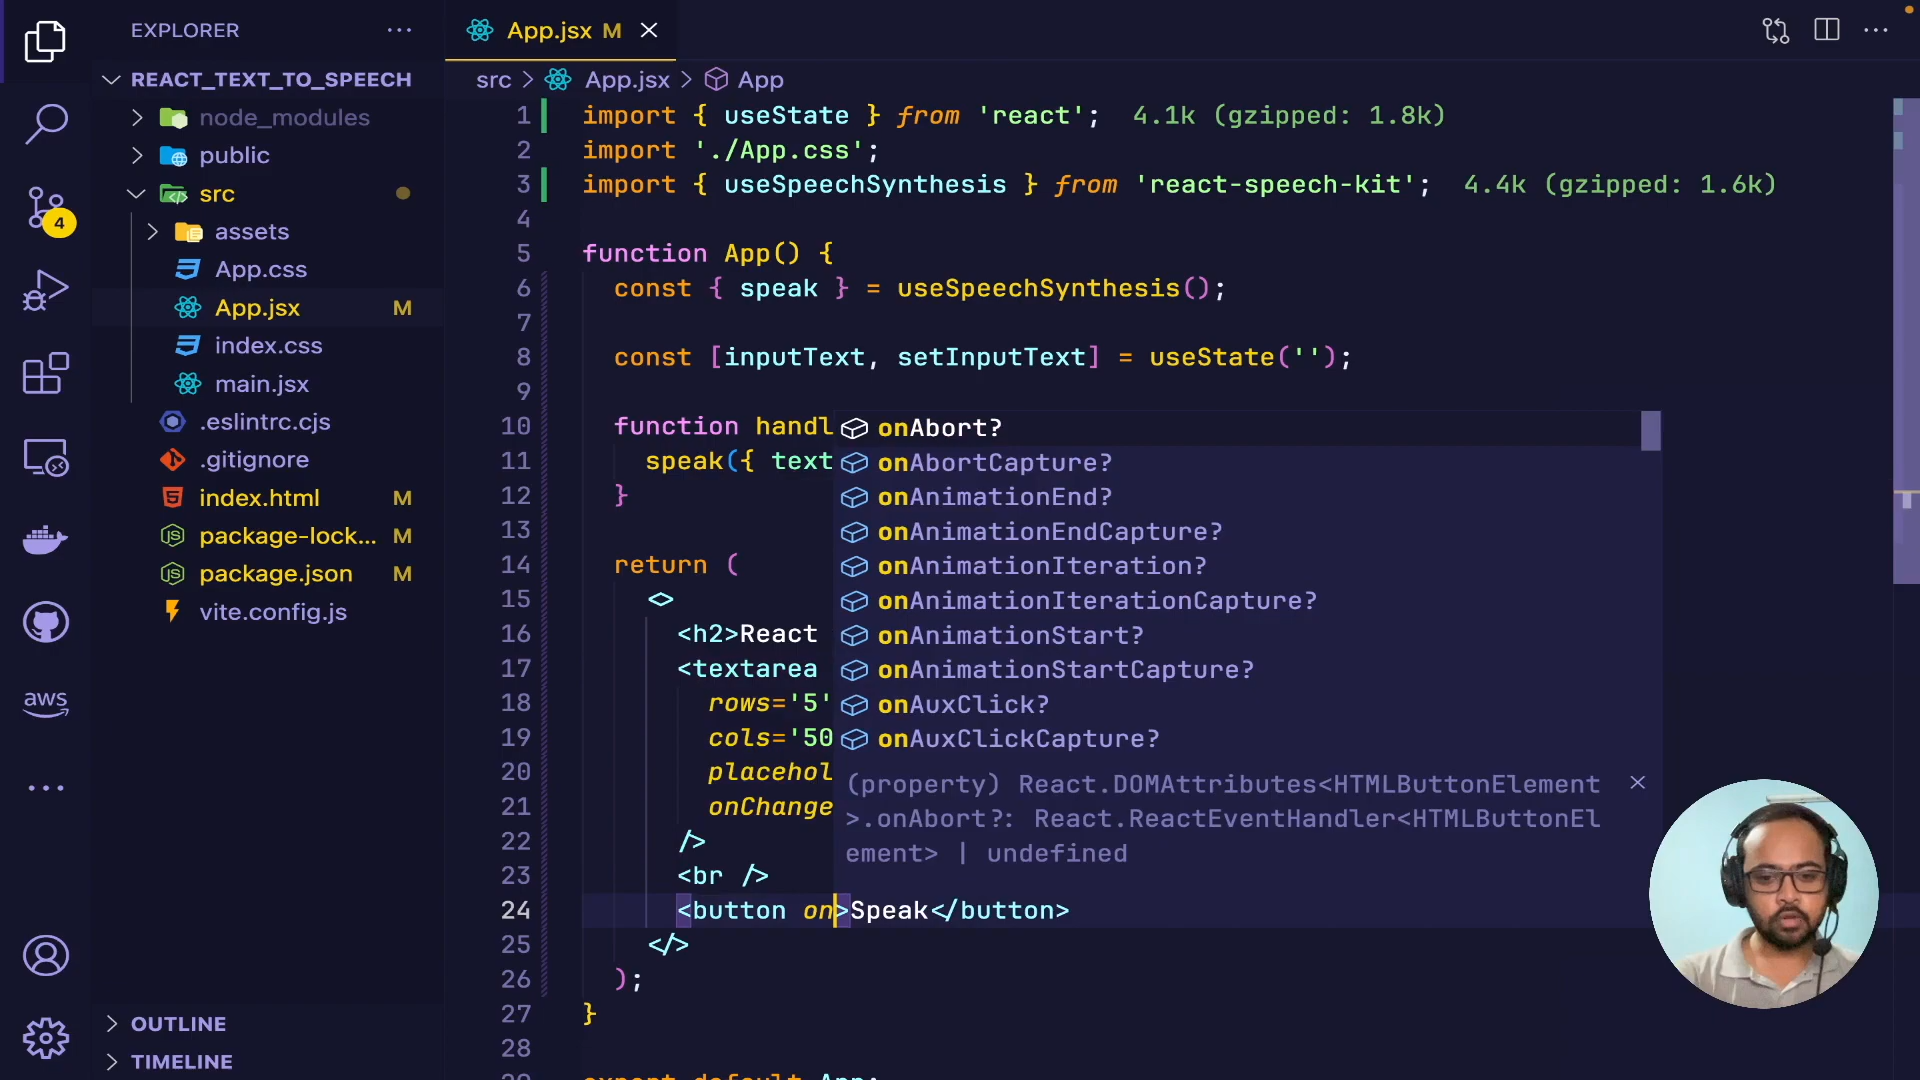 EXPLORER
REACT_TEXT_TO_SPEECH
node_modules
public
src
assets
App.css
App.jsx M
index.css
main.jsx
.eslintrc.cjs
.gitignore
index.html M
package-lock... M
package.json M
vite.config.js
OUTLINE
TIMELINE
4
aws
App.jsx M
src > App.jsx > App
1 import { useState } from 'react'; 4.1k (gzipped: 1.8k)
2 import './App.css';
3 import { useSpeechSynthesis } from 'react-speech-kit'; 4.4k (gzipped: 1.6k)
4
5 function App() {
6 const { speak } = useSpeechSynthesis();
7
8 const [inputText, setInputText] = useState('');
9
10 function handl
11 speak({ text
12 }
13
14 return (
15 <>
16 <h2>React
17 <textarea
18 rows='5'
19 cols='50
20 placehol
21 onChange
22 />
23 <br />
24 <button on>Speak</button>
25 </>
26 );
27 }
28
onAbort?
onAbortCapture?
onAnimationEnd?
onAnimationEndCapture?
onAnimationIteration?
onAnimationIterationCapture?
onAnimationStart?
onAnimationStartCapture?
onAuxClick?
onAuxClickCapture?
(property) React.DOMAttributes<HTMLButtonElement
>.onAbort?: React.ReactEventHandler<HTMLButtonEl
ement> | undefined